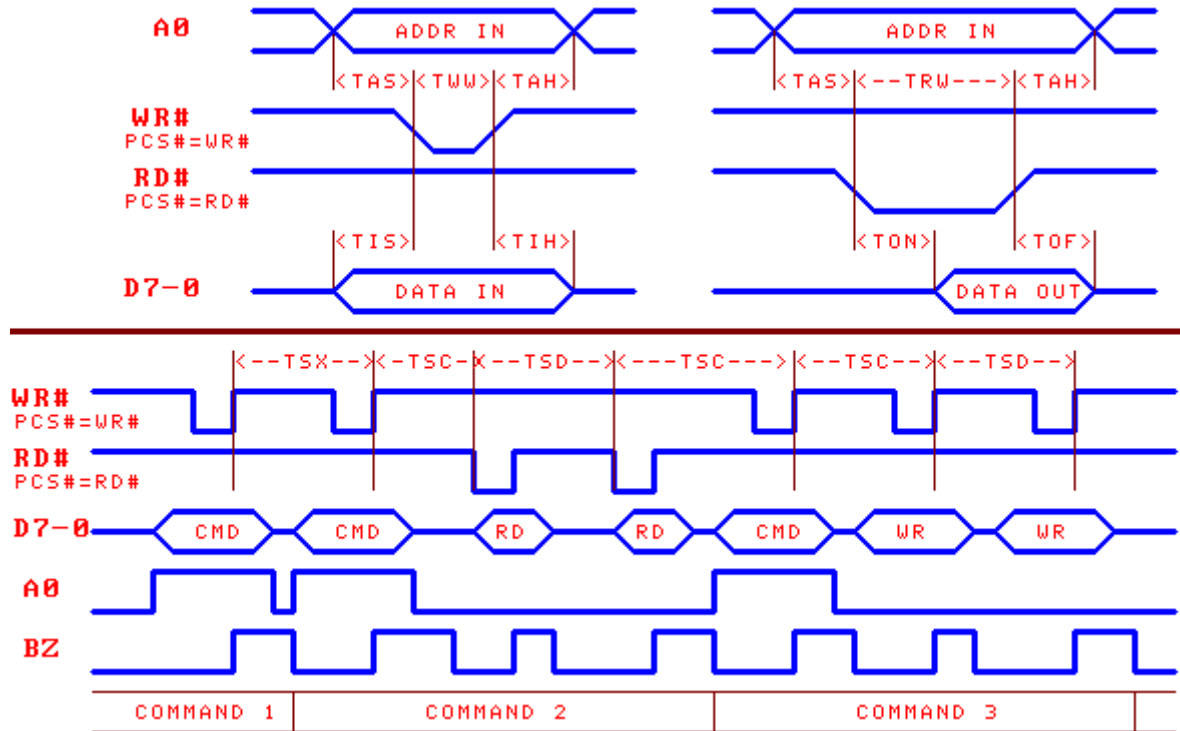 A0 ADDR IN ADDR IN
<TAS><TWW><TAH> <TAS><--TRW---><TAH>
WR#
PCS#=WR#
RD#
PCS#=RD#
<TIS> <TIH> <TON> <TOF>
D7-0 DATA IN DATA OUT
<--TSX--><-TSC-X--TSD--><---TSC---><--TSC--><--TSD-->
WR#
PCS#=WR#
RD#
PCS#=RD#
D7-0 CMD CMD RD RD CMD WR WR
A0
BZ
COMMAND 1 COMMAND 2 COMMAND 3